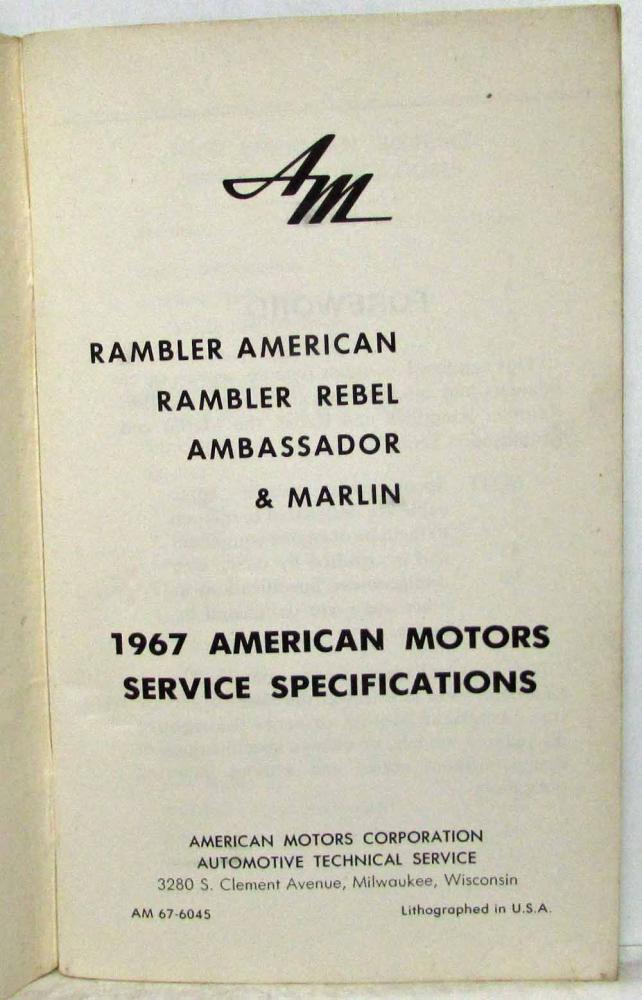 AM
RAMBLER AMERICAN
RAMBLER REBEL
AMBASSADOR
& MARLIN
1967 AMERICAN MOTORS
SERVICE SPECIFICATIONS
AMERICAN MOTORS CORPORATION
AUTOMOTIVE TECHNICAL SERVICE
3280 S. Clement Avenue, Milwaukee, Wisconsin
AM 67-6045 Lithographed in U.S.A.